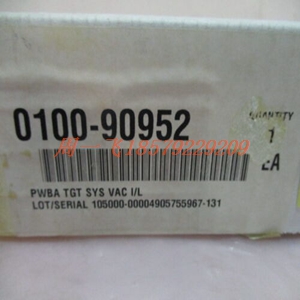 0100-90952
QUANTITY
1
EA
PWBA TGT SYS VAC I/L
LOT/SERIAL 105000-00004905755967-131